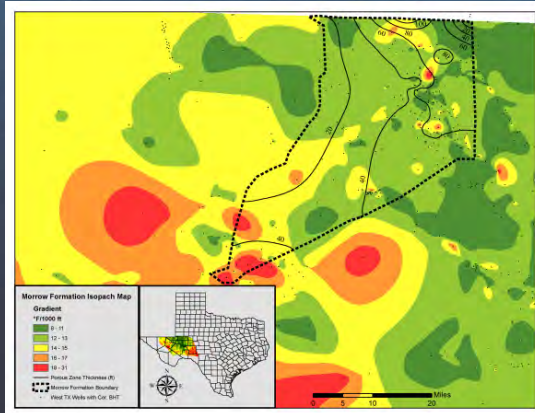 60
80
100
20
40
40
Morrow Formation Isopach Map
Gradient
°F/1000 ft
9 - 11
12 - 13
14 - 15
16 - 17
18 - 31
Porous Zone Thickness (ft)
Morrow Formation Boundary
West TX Wells with Cor. BHT
N
W
E
S
Miles
0
5
10
20